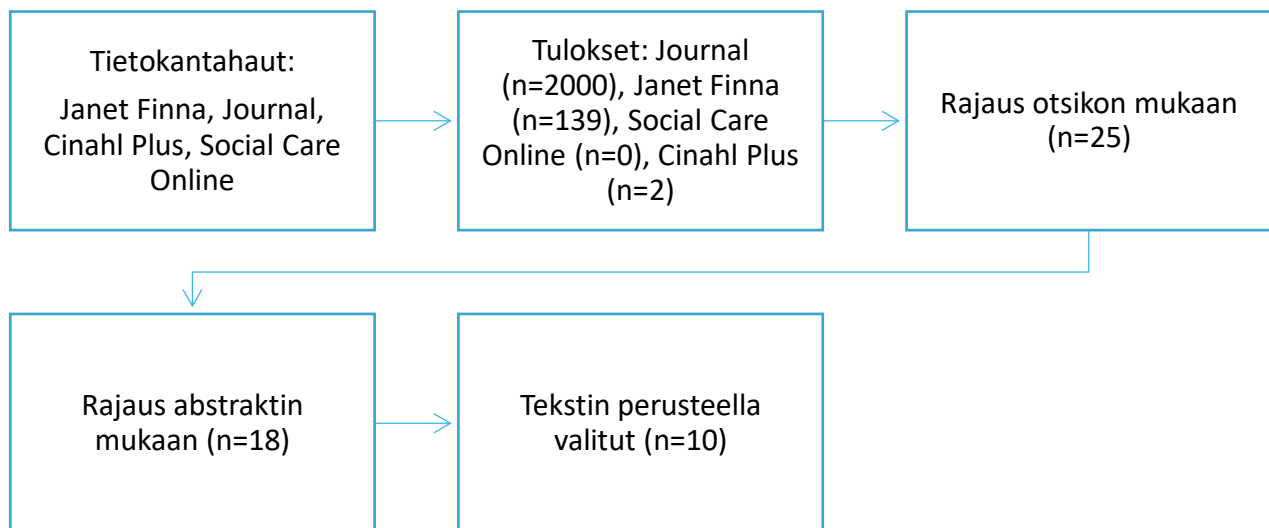 Tietokantahaut:
Janet Finna, Journal,
Cinahl Plus, Social Care
Online
Tulokset: Journal
(n=2000), Janet Finna
(n=139), Social Care
Online (n=0), Cinahl Plus
(n=2)
Rajaus otsikon mukaan
(n=25)
Rajaus abstraktin
mukaan (n=18)
Tekstin perusteella
valitut (n=10)